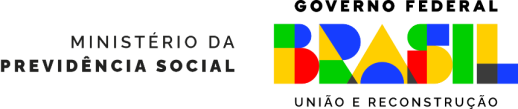 MINISTÉRIO DA
PREVIDÊNCIA SOCIAL
GOVERNO FEDERAL
BRASIL
UNIÃO E RECONSTRUÇÃO